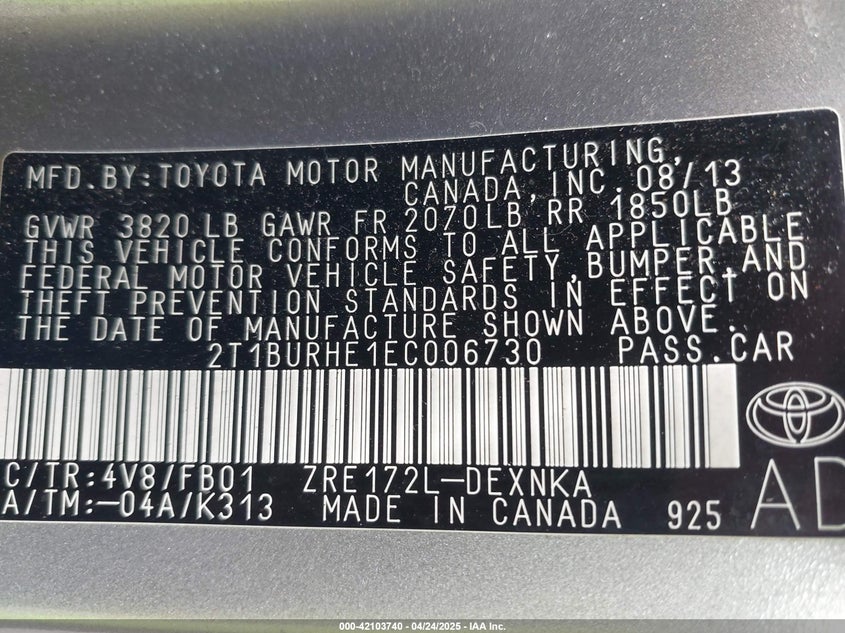 MFD.BY:TOYOTA MOTOR MANUFACTURING,
CANADA,INC.08/13
GVWR 3820 LB GAWR FR 2070LB RR 1850LB
THIS VEHICLE CONFORMS TO ALL APPLICABLE
FEDERAL MOTOR VEHICLE SAFETY,BUMPER,AND
THEFT PREVENTION STANDARDS IN EFFECT ON
THE DATE OF MANUFACTURE SHOWN ABOVE.
2T1BURHE1EC006730 PASS.CAR
C/TR:4V8/FB01 ZRE172L-DEXNKA
A/TM:-04A/K313 MADE IN CANADA 925 AD
000-42103740 - 04/24/2025 - IAA Inc.